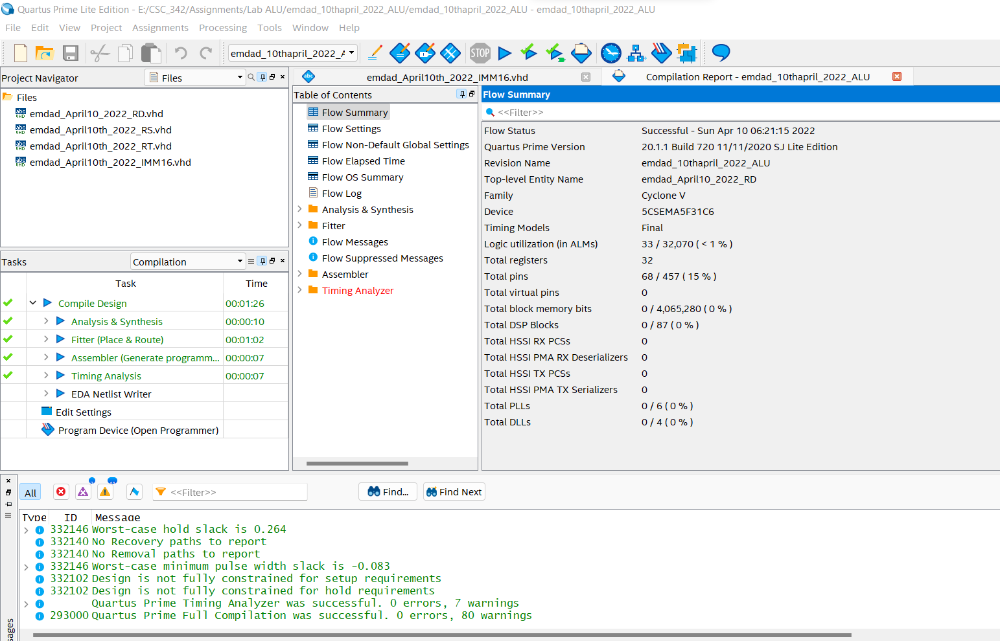 Quartus Prime Lite Edition - E:/CSC_342/Assignments/Lab ALU/emdad_10thapril_2022_ALU/emdad_10thapril_2022_ALU - emdad_10thapril_2022_ALU
File Edit View Project Assignments Processing Tools Window Help
emdad_10thapril_2022_A
STOP
Project Navigator
Files
Files
emdad_April10_2022_RD.vhd
emdad_April10th_2022_RS.vhd
emdad_April10th_2022_RT.vhd
emdad_April10th_2022_IMM16.vhd
Tasks
Compilation
Task Time
Compile Design 00:01:26
Analysis & Synthesis 00:00:10
Fitter (Place & Route) 00:01:02
Assembler (Generate programm... 00:00:07
Timing Analysis 00:00:07
EDA Netlist Writer
Edit Settings
Program Device (Open Programmer)
emdad_April10th_2022_IMM16.vhd
Compilation Report - emdad_10thapril_2022_ALU
Table of Contents
Flow Summary
Flow Settings
Flow Non-Default Global Settings
Flow Elapsed Time
Flow OS Summary
Flow Log
Analysis & Synthesis
Fitter
Flow Messages
Flow Suppressed Messages
Assembler
Timing Analyzer
Flow Summary
<<Filter>>
Flow Status Successful - Sun Apr 10 06:21:15 2022
Quartus Prime Version 20.1.1 Build 720 11/11/2020 SJ Lite Edition
Revision Name emdad_10thapril_2022_ALU
Top-level Entity Name emdad_April10_2022_RD
Family Cyclone V
Device 5CSEMA5F31C6
Timing Models Final
Logic utilization (in ALMs) 33 / 32,070 ( < 1 % )
Total registers 32
Total pins 68 / 457 ( 15 % )
Total virtual pins 0
Total block memory bits 0 / 4,065,280 ( 0 % )
Total DSP Blocks 0 / 87 ( 0 % )
Total HSSI RX PCSs 0
Total HSSI PMA RX Deserializers 0
Total HSSI TX PCSs 0
Total HSSI PMA TX Serializers 0
Total PLLs 0 / 6 ( 0 % )
Total DLLs 0 / 4 ( 0 % )
All
<<Filter>>
Find...
Find Next
Type ID Message
332146 Worst-case hold slack is 0.264
332140 No Recovery paths to report
332140 No Removal paths to report
332146 Worst-case minimum pulse width slack is -0.083
332102 Design is not fully constrained for setup requirements
332102 Design is not fully constrained for hold requirements
Quartus Prime Timing Analyzer was successful. 0 errors, 7 warnings
293000 Quartus Prime Full Compilation was successful. 0 errors, 80 warnings